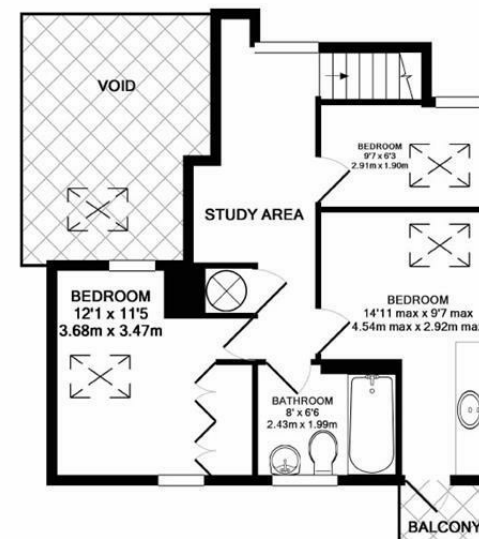 VOID
BEDROOM
9'7 x 6'3
2.91m x 1.90m
STUDY AREA
BEDROOM
12'1 x 11'5
3.68m x 3.47m
BEDROOM
14'11 max x 9'7 max
4.54m max x 2.92m max
BATHROOM
8' x 6'6
2.43m x 1.99m
BALCONY